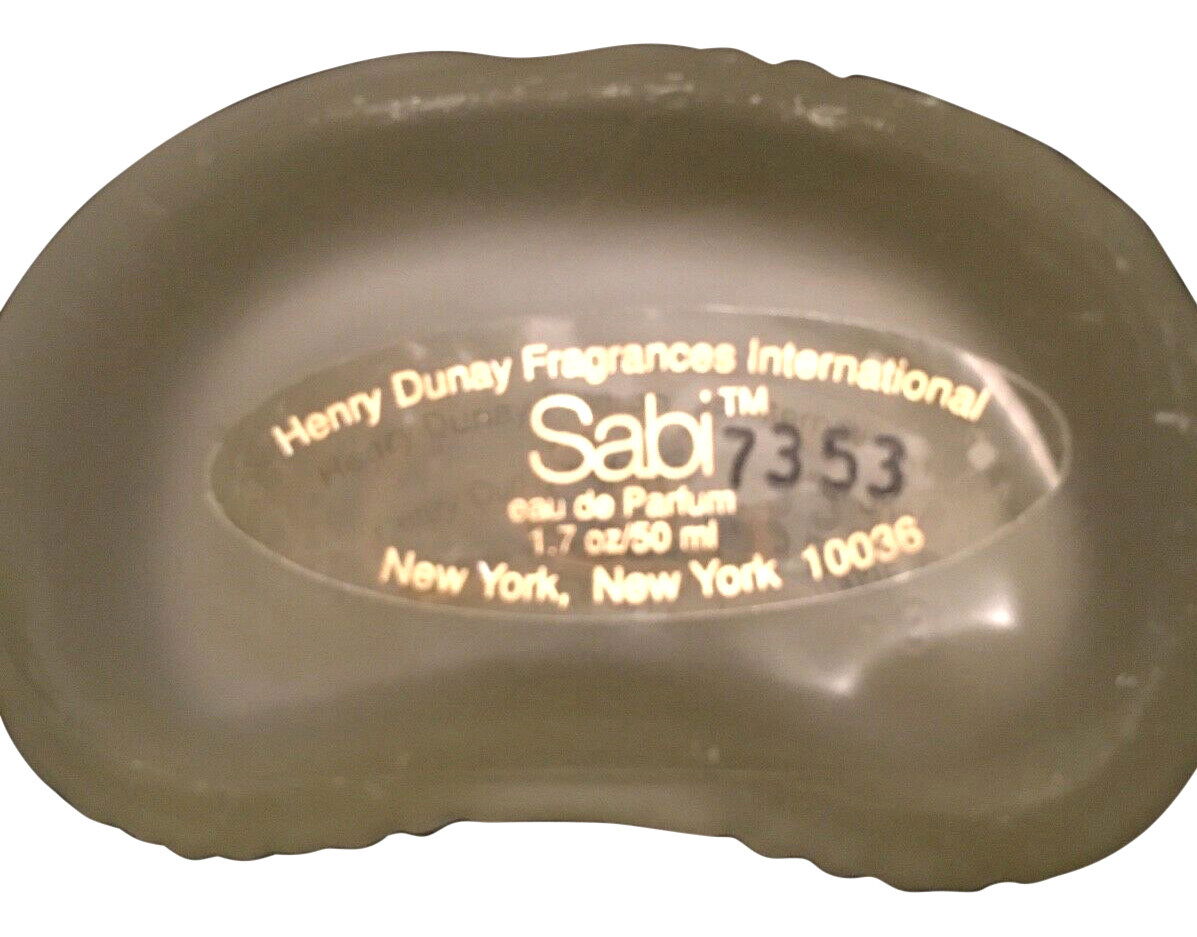 Henry Dunay Fragrances International
Sabi™ 7353
eau de Parfum
1.7 oz/50 ml
New York, New York 10036